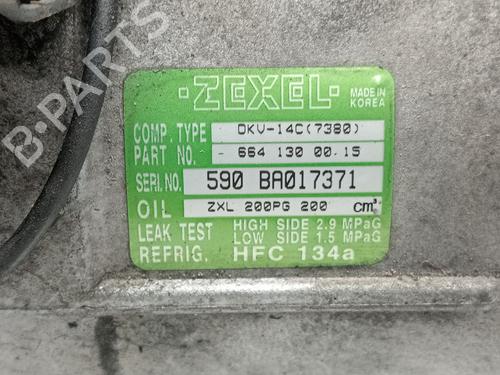 ·ZEXEL·
MADE IN
KOREA
COMP. TYPE DKV-14C(7380)
PART NO. - 664 130 00.15
SERI.NO. 590 BA017371
OIL ZXL 200PG 200 cm³
LEAK TEST HIGH SIDE 2.9 MPaG
LOW SIDE 1.5 MPaG
REFRIG. HFC 134a
B-PARTS